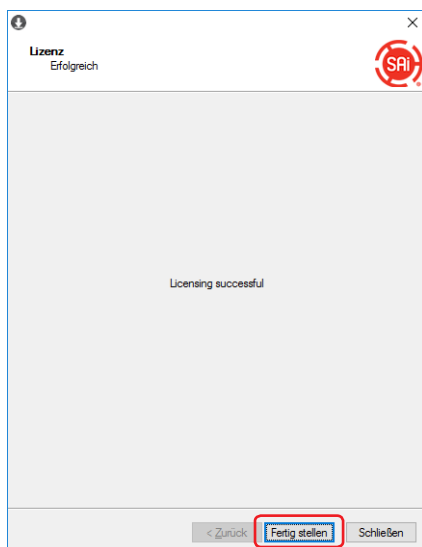 Lizenz
Erfolgreich
SAi
Licensing successful
< Zurück
Fertig stellen
Schließen